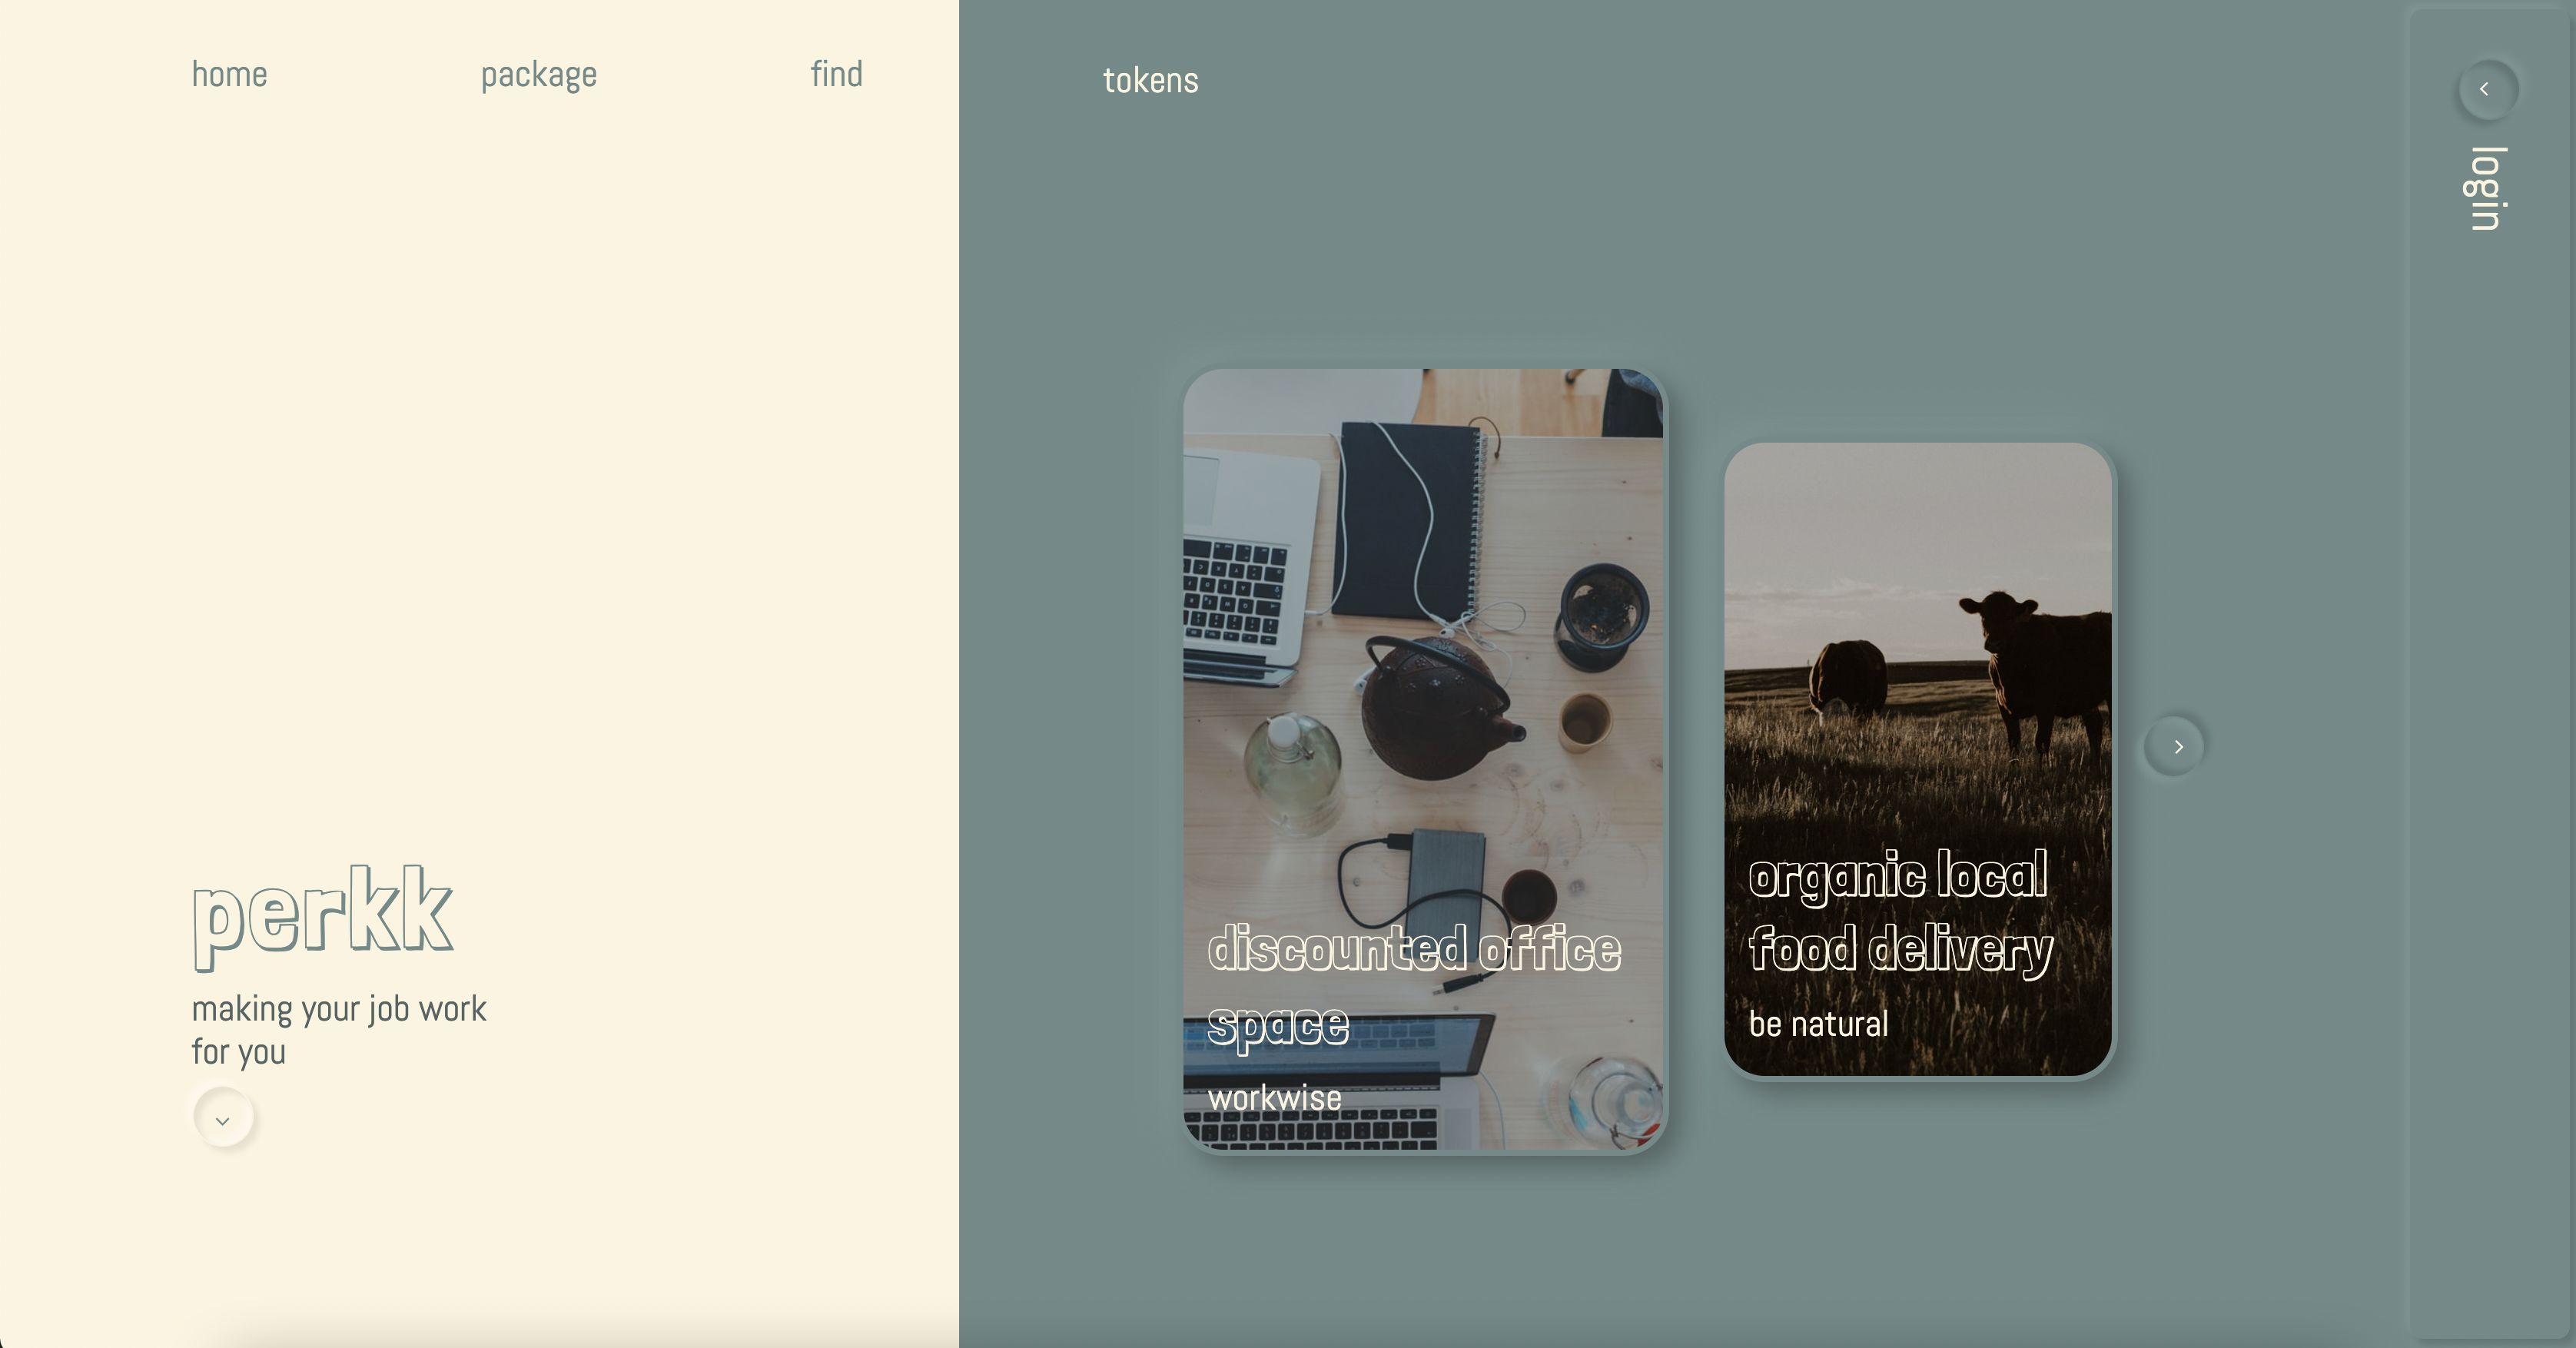 home
package
find
tokens
login
perkk
making your job work
for you
discounted office
space
workwise
organic local
food delivery
be natural